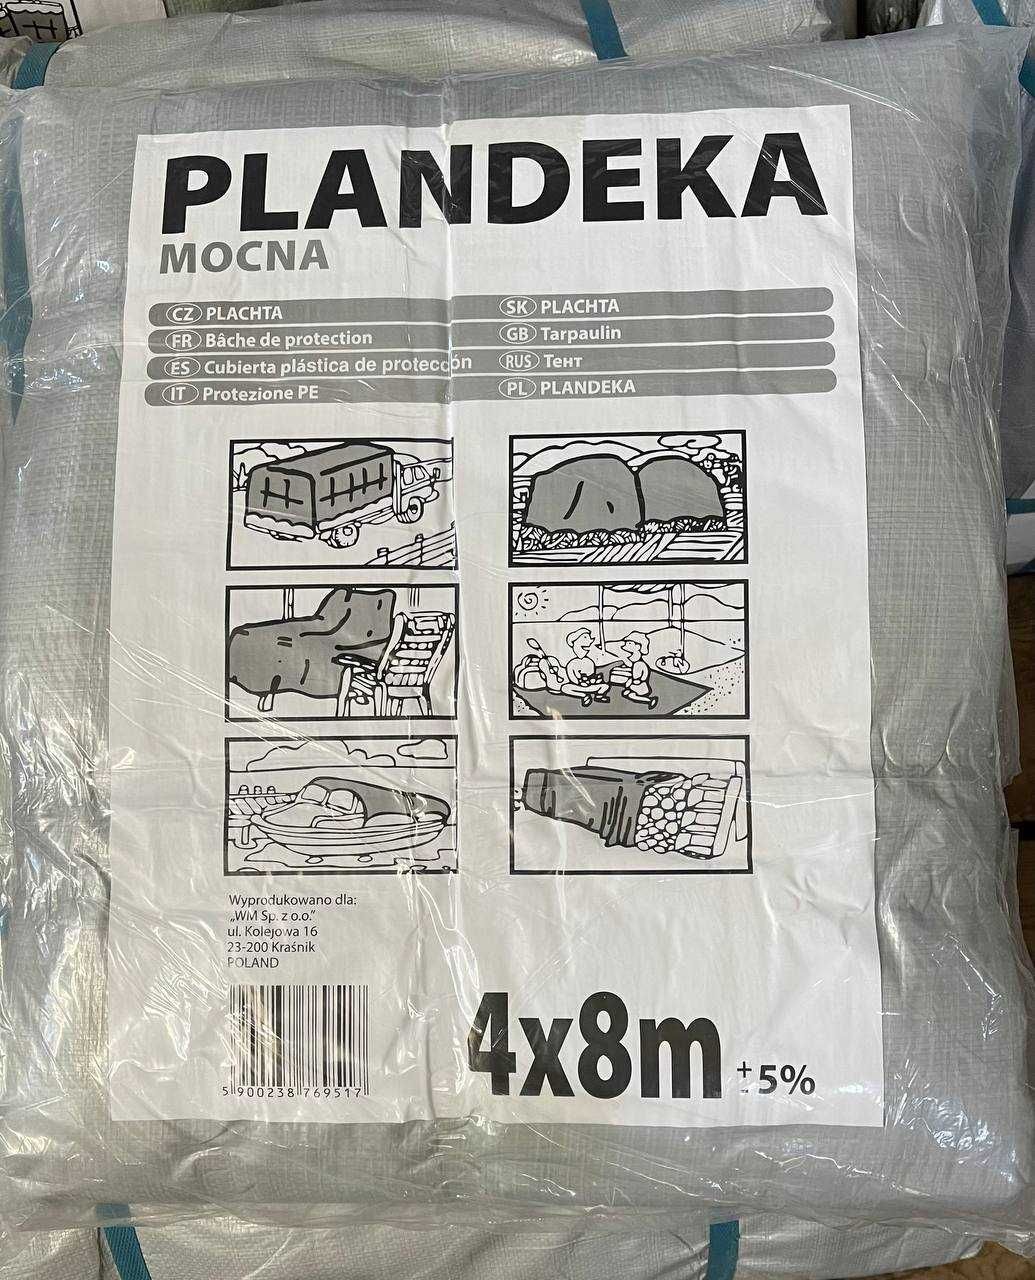 PLANDEKA
MOCNA
CZ PLACHTA
FR Bâche de protection
ES Cubierta plástica de protección
IT Protezione PE
SK PLACHTA
GB Tarpaulin
RUS Тент
PL PLANDEKA
Wyprodukowano dla:
„WM Sp. z o.o."
ul. Kolejowa 16
23-200 Kraśnik
POLAND
5 900238 769517
4x8m ± 5%